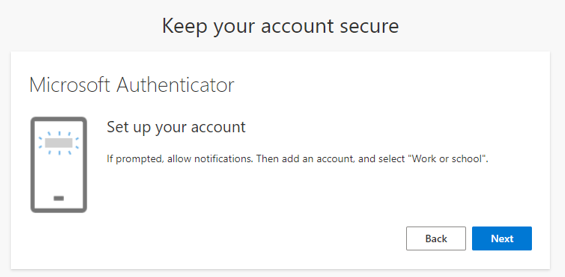 Keep your account secure
Microsoft Authenticator
Set up your account
If prompted, allow notifications. Then add an account, and select "Work or school".
Back
Next